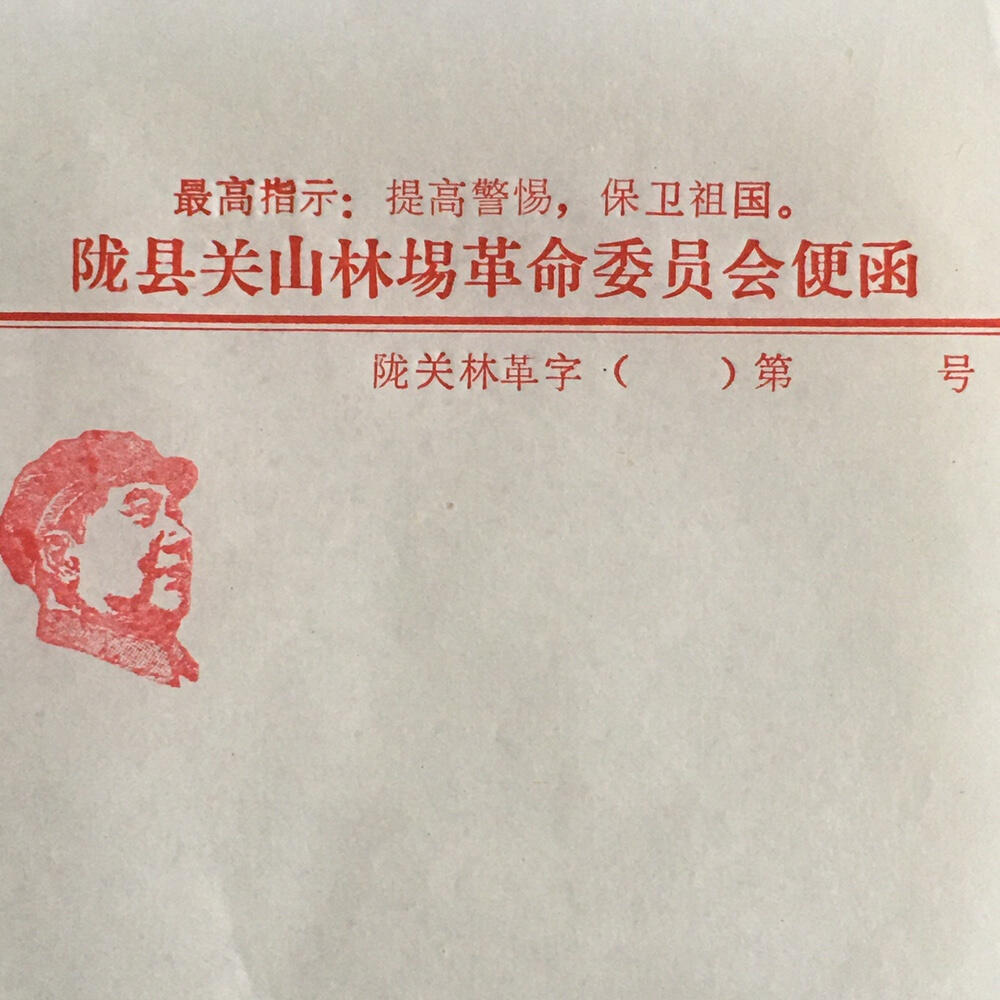 最高指示：提高警惕，保卫祖国。
陇县关山林場革命委员会便函
陇关林革字（　　）第　　　号